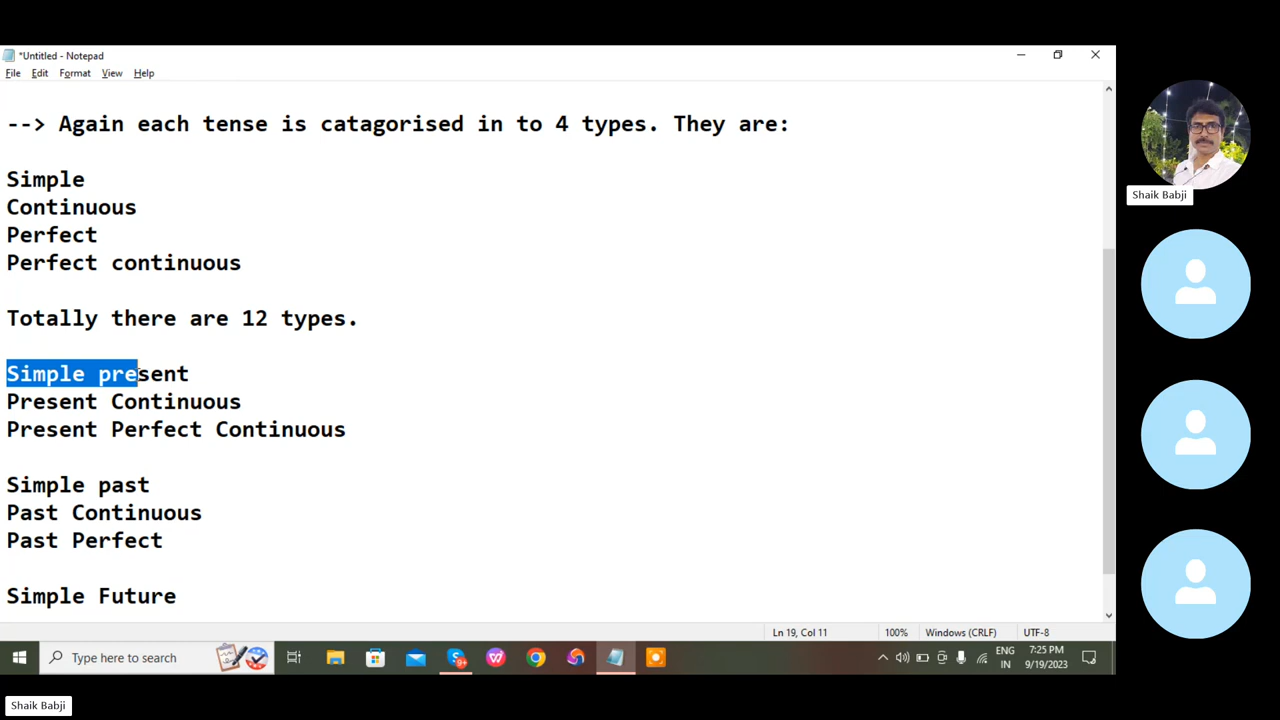 *Untitled - Notepad
File Edit Format View Help
--> Again each tense is catagorised in to 4 types. They are:
Simple
Continuous
Perfect
Perfect continuous
Totally there are 12 types.
Simple present
Present Continuous
Present Perfect Continuous
Simple past
Past Continuous
Past Perfect
Simple Future
Ln 19, Col 11 100% Windows (CRLF) UTF-8
Type here to search
ENG
IN
7:25 PM
9/19/2023
Shaik Babji
Shaik Babji